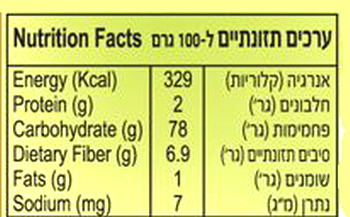 Nutrition Facts ערכים תזונתיים ל-100 גרם
Energy (Kcal) 329 אנרגיה (קלוריות)
Protein (g) 2 חלבונים (גר')
Carbohydrate (g) 78 פחמימות (גר')
Dietary Fiber (g) 6.9 סיבים תזונתיים (גר')
Fats (g) 1 שומנים (גר')
Sodium (mg) 7 נתרן (מ"ג)